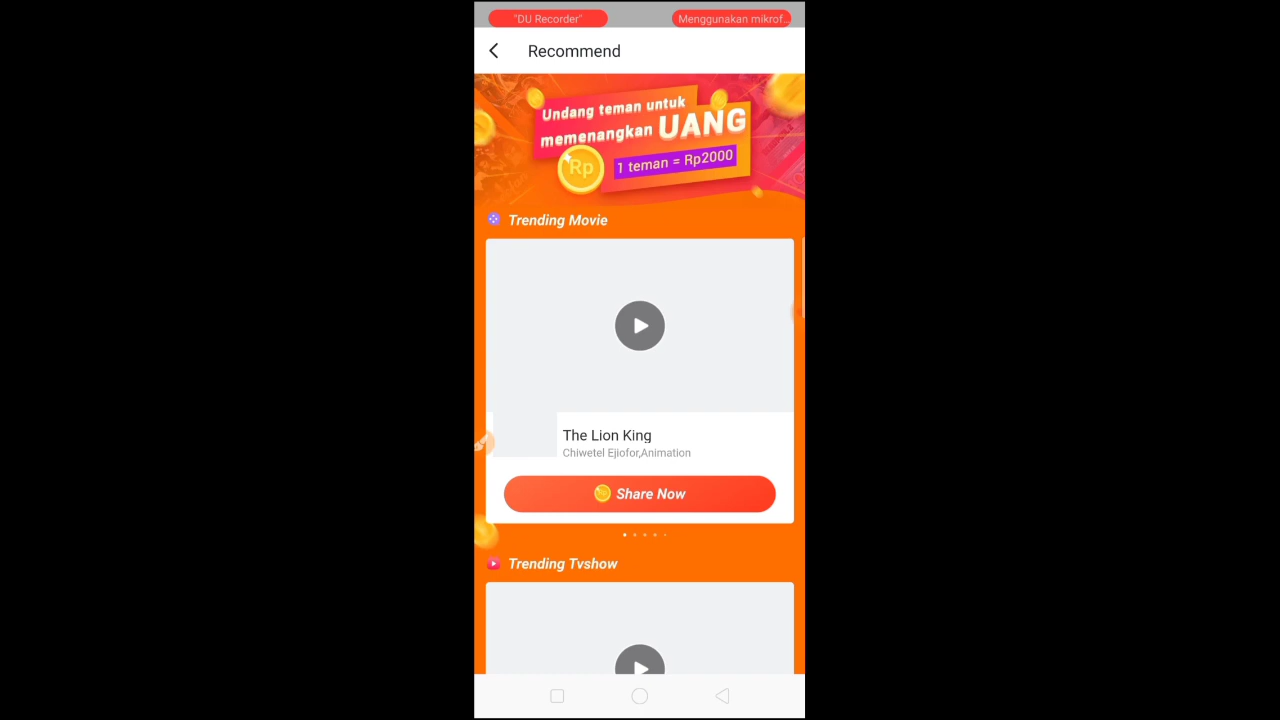 "DU Recorder"
Menggunakan mikrof...
Recommend
Undang teman untuk
memenangkan UANG
Rp
1 teman = Rp2000
Trending Movie
The Lion King
Chiwetel Ejiofor,Animation
Share Now
Trending Tvshow